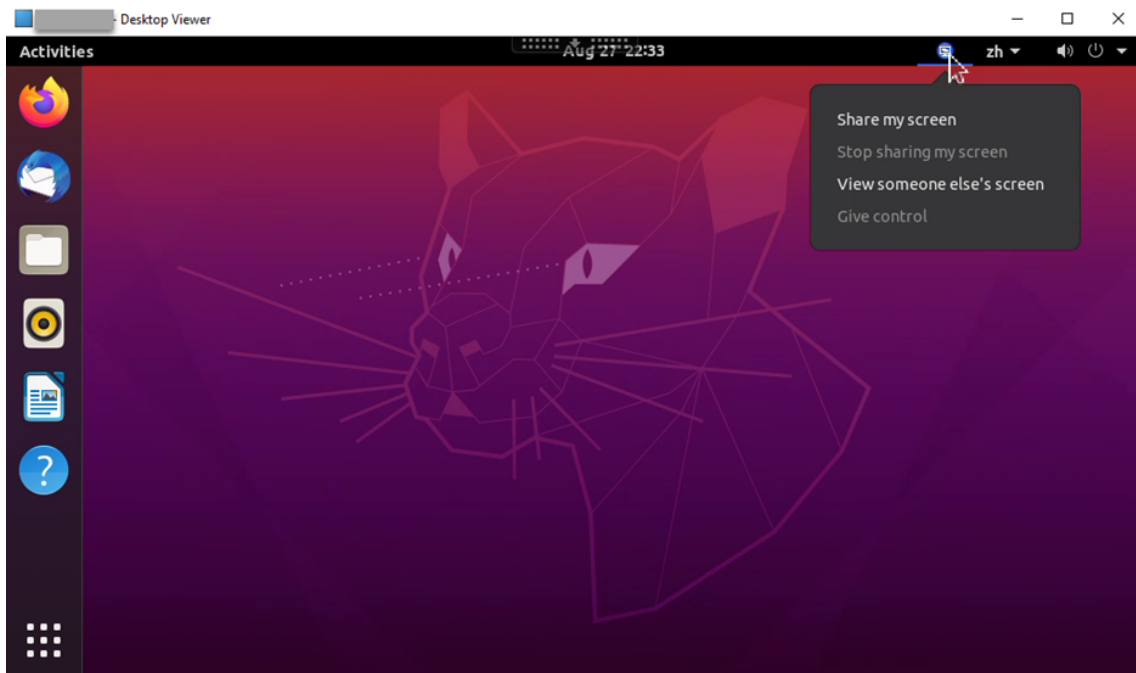 - Desktop Viewer
Activities
Aug 27 22:33
zh
Share my screen
Stop sharing my screen
View someone else's screen
Give control
?